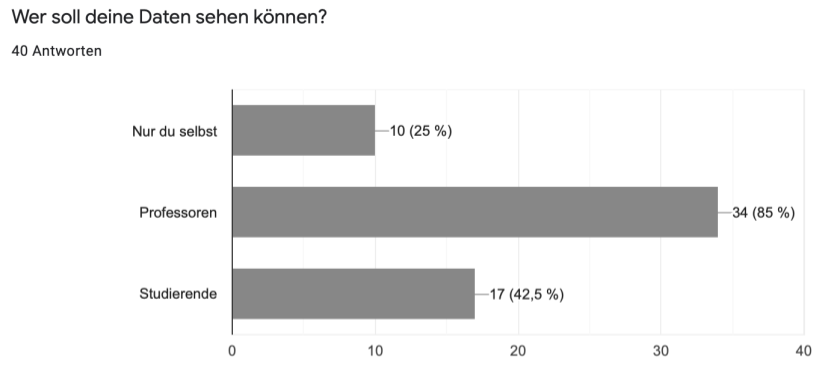 Wer soll deine Daten sehen können?
40 Antworten
Nur du selbst 10 (25 %)
Professoren 34 (85 %)
Studierende 17 (42,5 %)
0 10 20 30 40